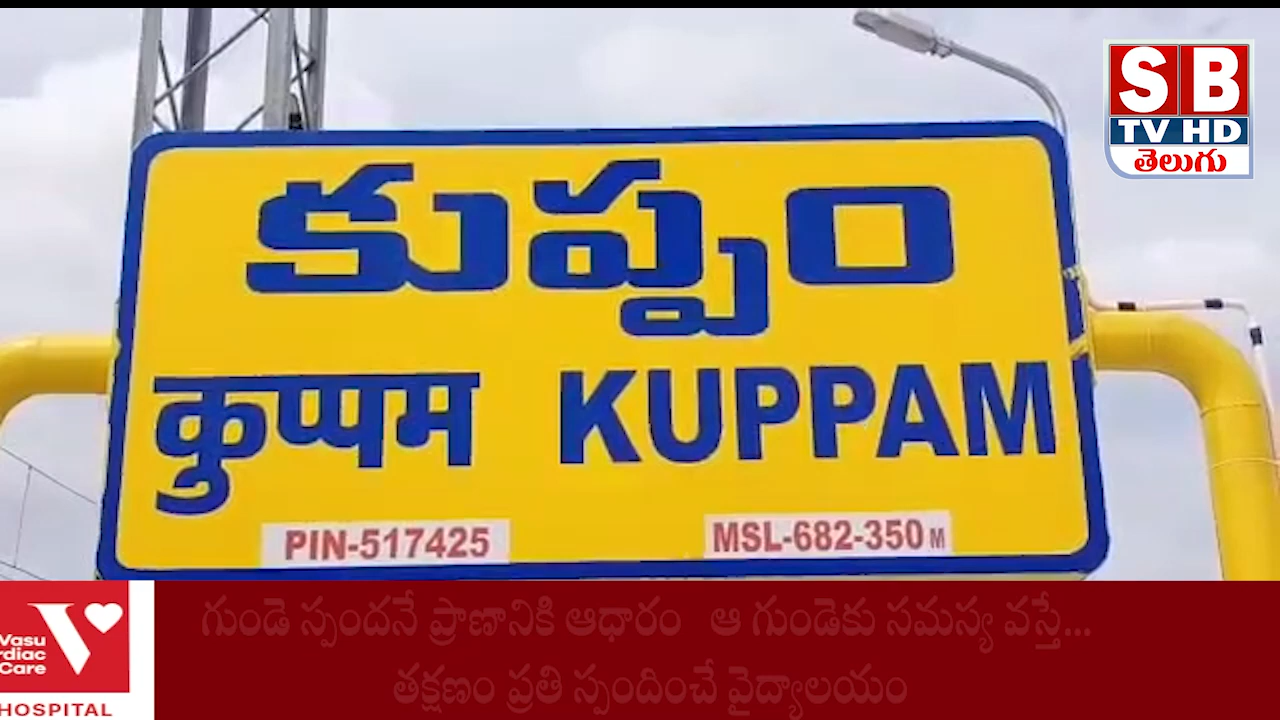 SB
TV HD
తెలుగు
కుప్పం
कुप्पम KUPPAM
PIN-517425
MSL-682-350 M
గుండె స్పందనే ప్రాణానికి ఆధారం ఆ గుండెకు సమస్య వస్తే...
తక్షణం ప్రతి స్పందించే వైద్యాలయం
Vasu
rdiac
Care
HOSPITAL